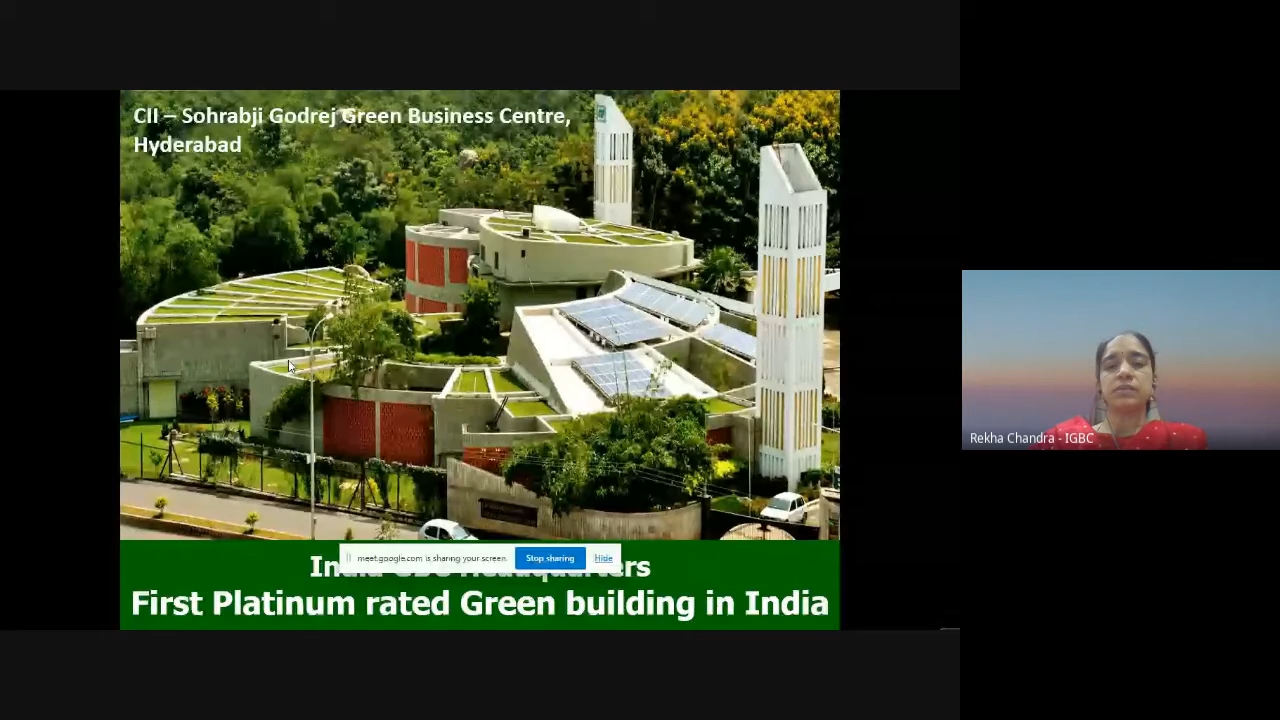 CII – Sohrabji Godrej Green Business Centre,
Hyderabad
meet.google.com is sharing your screen.
Stop sharing
Hide
First Platinum rated Green building in India
Rekha Chandra - IGBC